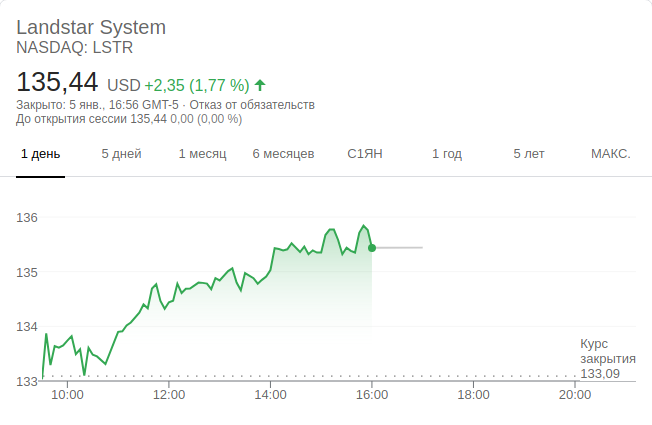 Landstar System
NASDAQ: LSTR
135,44 USD +2,35 (1,77 %)
Закрыто: 5 янв., 16:56 GMT-5 · Отказ от обязательств
До открытия сессии 135,44 0,00 (0,00 %)
1 день 5 дней 1 месяц 6 месяцев С1ЯН 1 год 5 лет МАКС.
136
135
134
Курс
закрытия
133,09
133
10:00 12:00 14:00 16:00 18:00 20:00